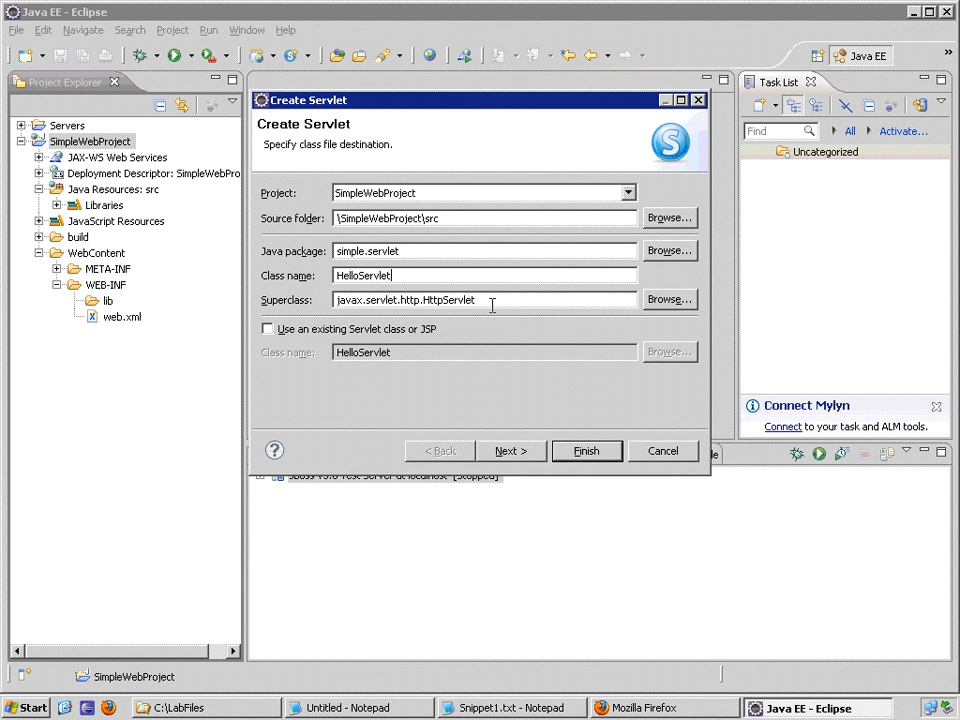 Java EE - Eclipse
File Edit Navigate Search Project Run Window Help
Java EE
Project Explorer
Servers
SimpleWebProject
JAX-WS Web Services
Deployment Descriptor: SimpleWebPro
Java Resources: src
Libraries
JavaScript Resources
build
WebContent
META-INF
WEB-INF
lib
web.xml
Create Servlet
Create Servlet
Specify class file destination.
Project: SimpleWebProject
Source folder: \SimpleWebProject\src Browse...
Java package: simple.servlet Browse...
Class name: HelloServlet
Superclass: javax.servlet.http.HttpServlet Browse...
Use an existing Servlet class or JSP
Class name: HelloServlet Browse...
< Back Next > Finish Cancel
Task List
Find All Activate...
Uncategorized
Connect Mylyn
Connect to your task and ALM tools.
SimpleWebProject
Start C:\LabFiles Untitled - Notepad Snippet1.txt - Notepad Mozilla Firefox Java EE - Eclipse